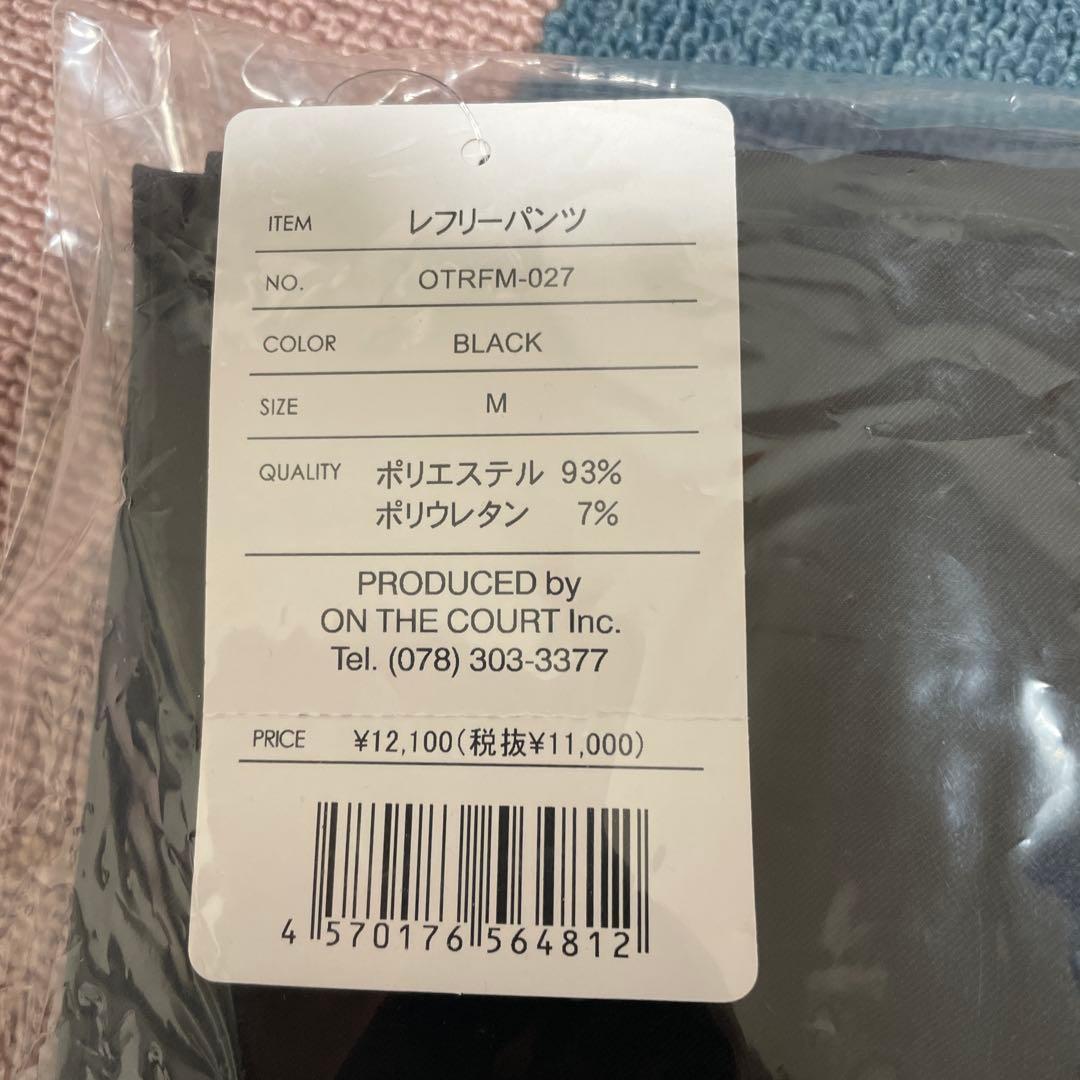 ITEM レフリーパンツ
NO. OTRFM-027
COLOR BLACK
SIZE M
QUALITY ポリエステル 93%
ポリウレタン 7%
PRODUCED by
ON THE COURT Inc.
Tel. (078) 303-3377
PRICE ¥12,100(税抜¥11,000)
4 570176 564812